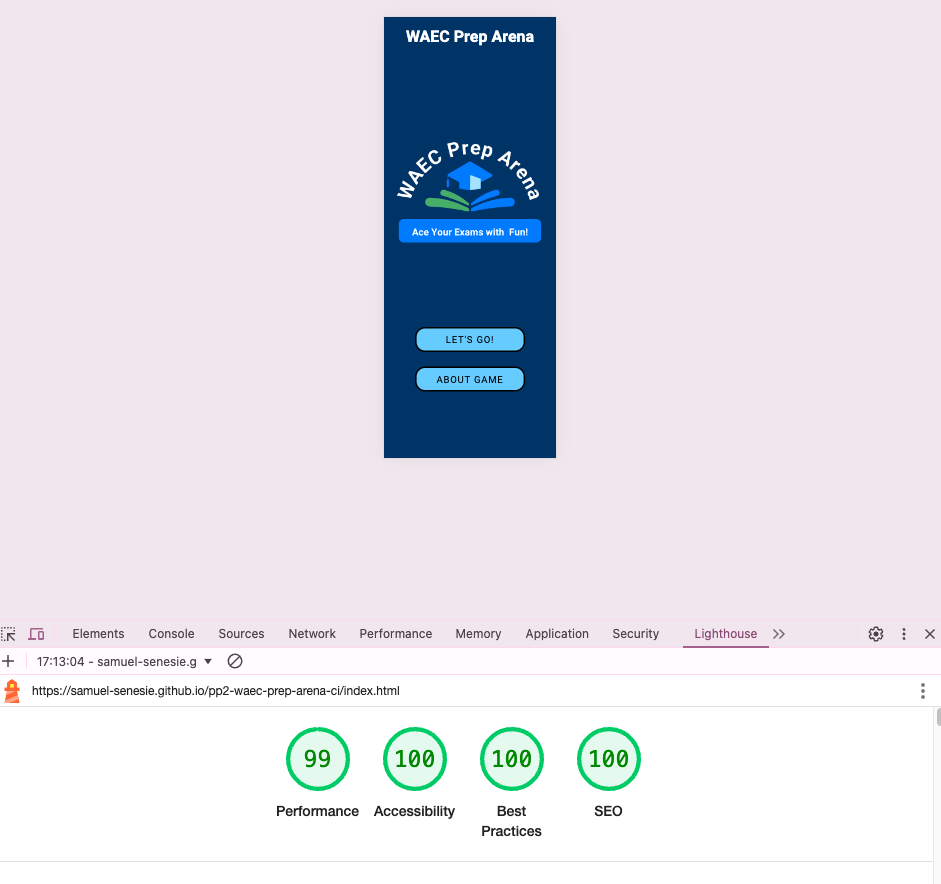 WAEC Prep Arena
WAEC Prep Arena
Ace Your Exams with Fun!
LET'S GO!
ABOUT GAME
Elements Console Sources Network Performance Memory Application Security Lighthouse
17:13:04 - samuel-senesie.g
https://samuel-senesie.github.io/pp2-waec-prep-arena-ci/index.html
99 100 100 100
Performance Accessibility Best Practices SEO